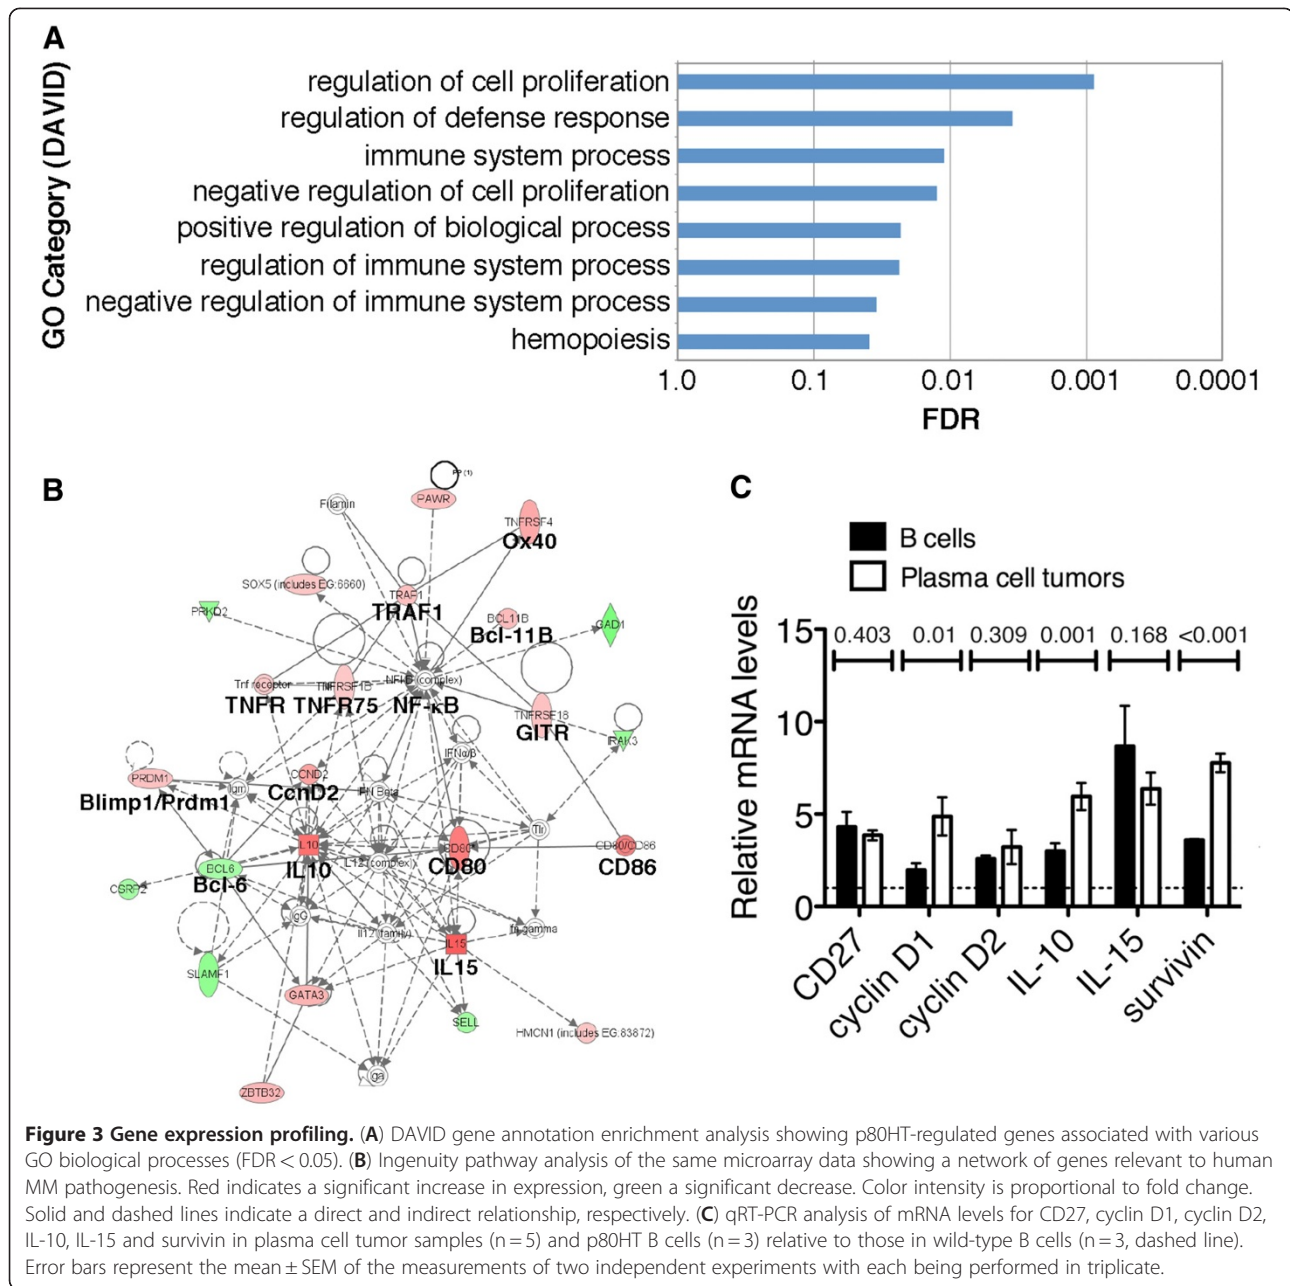 A
GO Category (DAVID)
regulation of cell proliferation
regulation of defense response
immune system process
negative regulation of cell proliferation
positive regulation of biological process
regulation of immune system process
negative regulation of immune system process
hemopoiesis
1.0 0.1 0.01 0.001 0.0001
FDR
B
Filamin
PAWR
TNFRSF4
Ox40
SOX5 (includes EG:6660)
TRAF1
TRAF1
PRKD2
BCL11B
Bcl-11B
GAD1
Tnf receptor
NFkB (complex)
TNFR TNFR75 NF-κB
TNFRSF18
GITR
IRAK3
IFNα/β
PRDM1
Blimp1/Prdm1
Igm
CCND2
CcnD2
IFN Beta
Tlr
IL10
IL10
IL12 (complex)
CD80
CD80
CD80/CD86
CD86
BCL6
Bcl-6
CSRP2
IgG
Il12 (family)
Ifn gamma
IL15
IL15
SLAMF1
GATA3
SELL
HMCN1 (includes EG:83872)
ZBTB32
C
B cells
Plasma cell tumors
Relative mRNA levels
15
10
5
0
0.403 0.01 0.309 0.001 0.168 <0.001
CD27 cyclin D1 cyclin D2 IL-10 IL-15 survivin
Figure 3 Gene expression profiling. (A) DAVID gene annotation enrichment analysis showing p80HT-regulated genes associated with various
GO biological processes (FDR < 0.05). (B) Ingenuity pathway analysis of the same microarray data showing a network of genes relevant to human
MM pathogenesis. Red indicates a significant increase in expression, green a significant decrease. Color intensity is proportional to fold change.
Solid and dashed lines indicate a direct and indirect relationship, respectively. (C) qRT-PCR analysis of mRNA levels for CD27, cyclin D1, cyclin D2,
IL-10, IL-15 and survivin in plasma cell tumor samples (n = 5) and p80HT B cells (n = 3) relative to those in wild-type B cells (n = 3, dashed line).
Error bars represent the mean ± SEM of the measurements of two independent experiments with each being performed in triplicate.